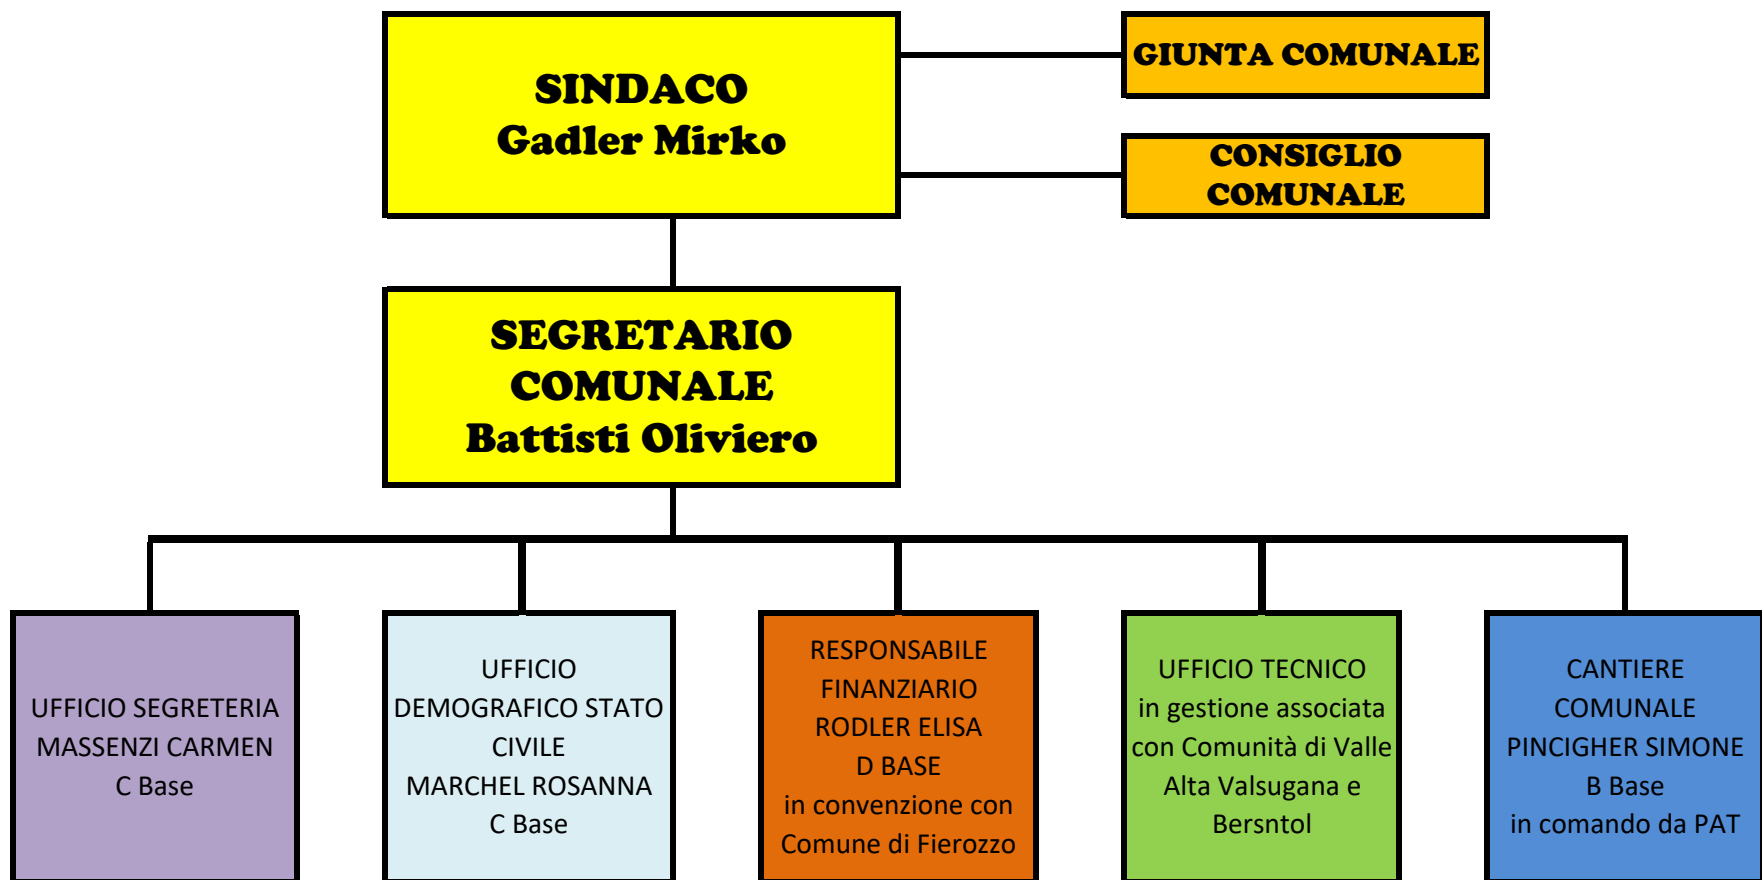 SINDACO
Gadler Mirko
GIUNTA COMUNALE
CONSIGLIO
COMUNALE
SEGRETARIO
COMUNALE
Battisti Oliviero
UFFICIO SEGRETERIA
MASSENZI CARMEN
C Base
UFFICIO
DEMOGRAFICO STATO
CIVILE
MARCHEL ROSANNA
C Base
RESPONSABILE
FINANZIARIO
RODLER ELISA
D BASE
in convenzione con
Comune di Fierozzo
UFFICIO TECNICO
in gestione associata
con Comunità di Valle
Alta Valsugana e
Bersntol
CANTIERE
COMUNALE
PINCIGHER SIMONE
B Base
in comando da PAT